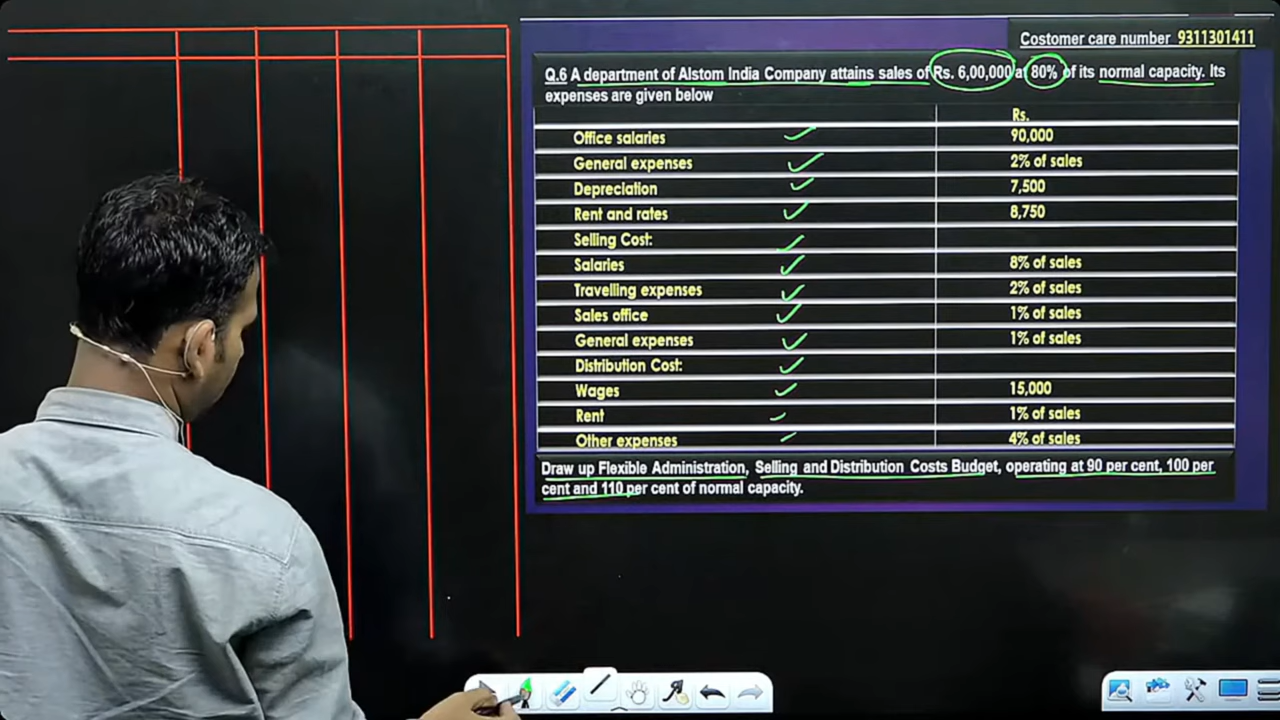 Costomer care number 9311301411
Q.6 A department of Alstom India Company attains sales of Rs. 6,00,000 at 80% of its normal capacity. Its
expenses are given below
Rs.
Office salaries 90,000
General expenses 2% of sales
Depreciation 7,500
Rent and rates 8,750
Selling Cost:
Salaries 8% of sales
Travelling expenses 2% of sales
Sales office 1% of sales
General expenses 1% of sales
Distribution Cost:
Wages 15,000
Rent 1% of sales
Other expenses 4% of sales
Draw up Flexible Administration, Selling and Distribution Costs Budget, operating at 90 per cent, 100 per
cent and 110 per cent of normal capacity.